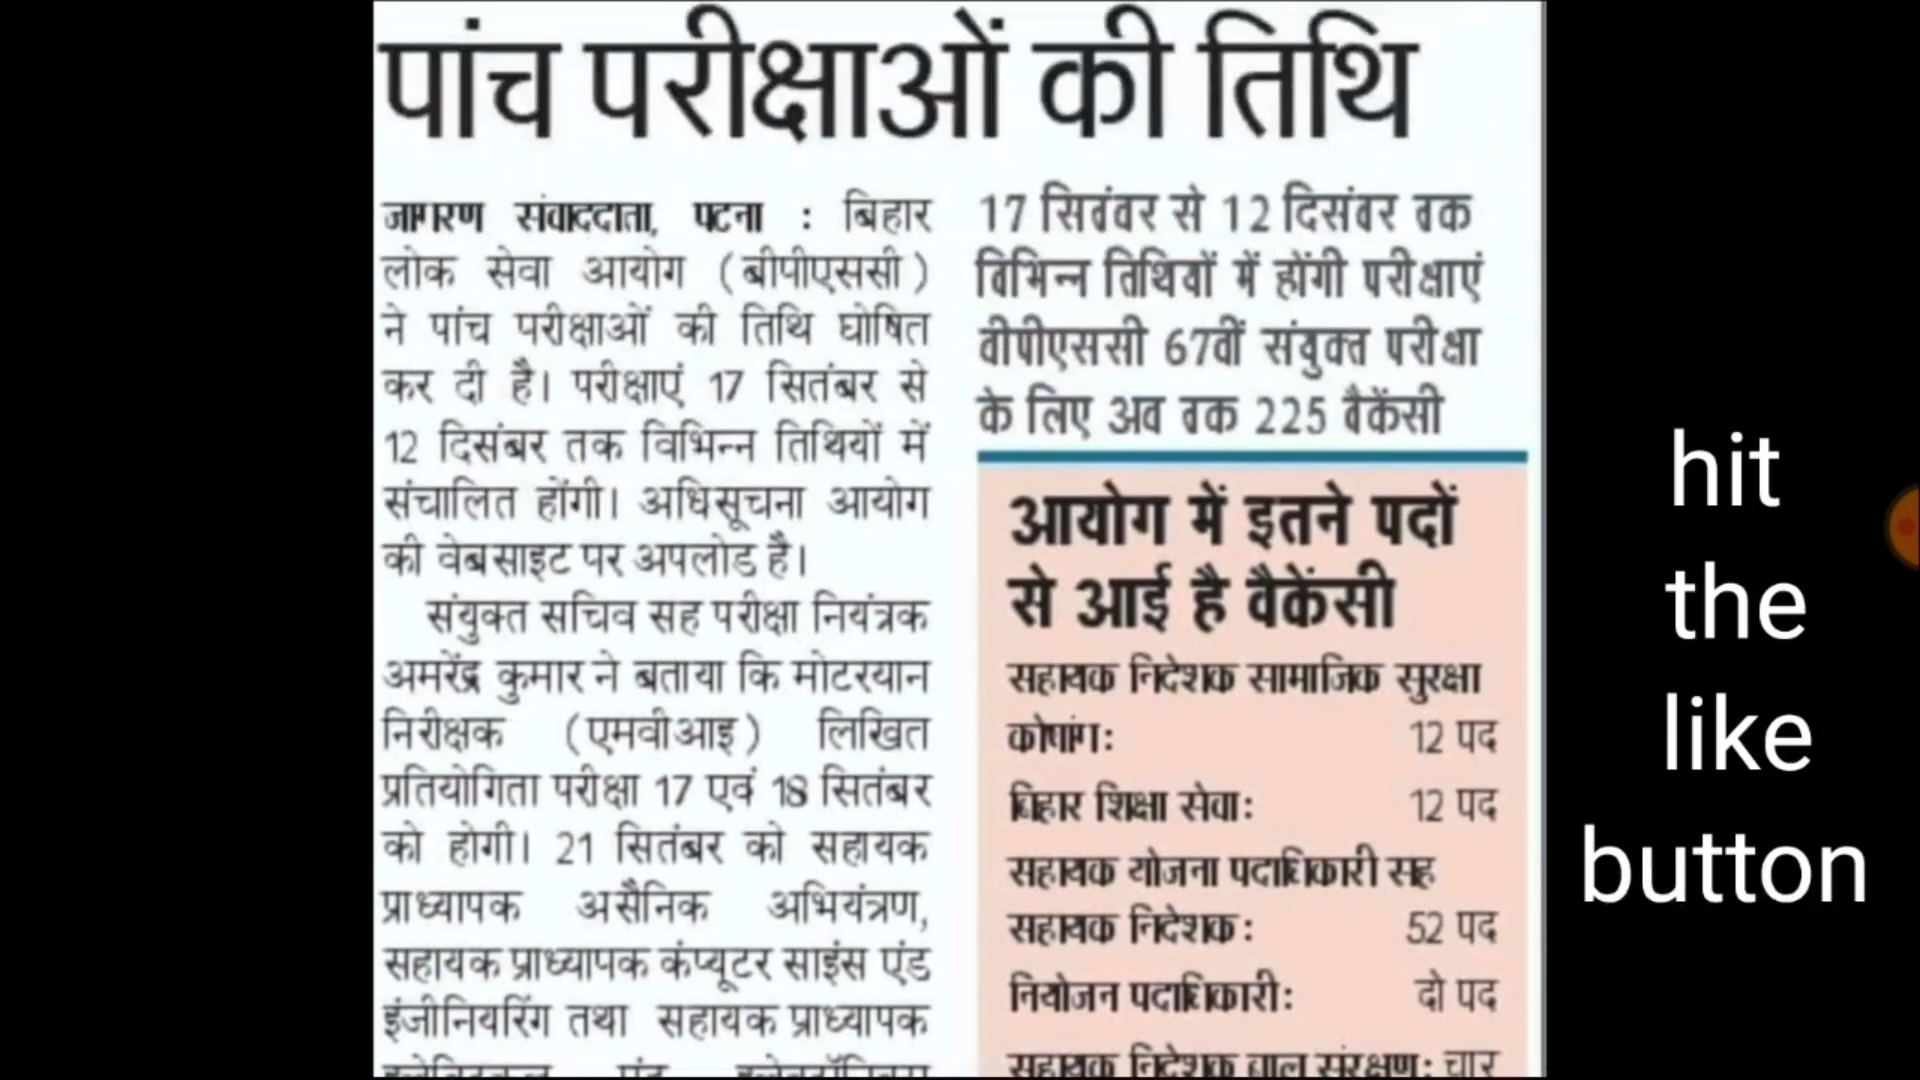 पांच परीक्षाओं की तिथि
जागरण संवाददाता, पटना : बिहार
लोक सेवा आयोग (बीपीएससी)
ने पांच परीक्षाओं की तिथि घोषित
कर दी है। परीक्षाएं 17 सितंबर से
12 दिसंबर तक विभिन्न तिथियों में
संचालित होंगी। अधिसूचना आयोग
की वेबसाइट पर अपलोड है।
संयुक्त सचिव सह परीक्षा नियंत्रक
अमरेंद्र कुमार ने बताया कि मोटरयान
निरीक्षक (एमवीआइ) लिखित
प्रतियोगिता परीक्षा 17 एवं 18 सितंबर
को होगी। 21 सितंबर को सहायक
प्राध्यापक असैनिक अभियंत्रण,
सहायक प्राध्यापक कंप्यूटर साइंस एंड
इंजीनियरिंग तथा सहायक प्राध्यापक
17 सितंबर से 12 दिसंबर तक
विभिन्न तिथियों में होंगी परीक्षाएं
बीपीएससी 67वीं संयुक्त परीक्षा
के लिए अब तक 225 वैकेंसी
आयोग में इतने पदों
से आई है वैकेंसी
सहायक निदेशक सामाजिक सुरक्षा
कोषांग: 12 पद
बिहार शिक्षा सेवा: 12 पद
सहायक योजना पदाधिकारी सह
सहायक निदेशक: 52 पद
नियोजन पदाधिकारी: दो पद
सहायक निदेशक बाल संरक्षण: चार
hit
the
like
button